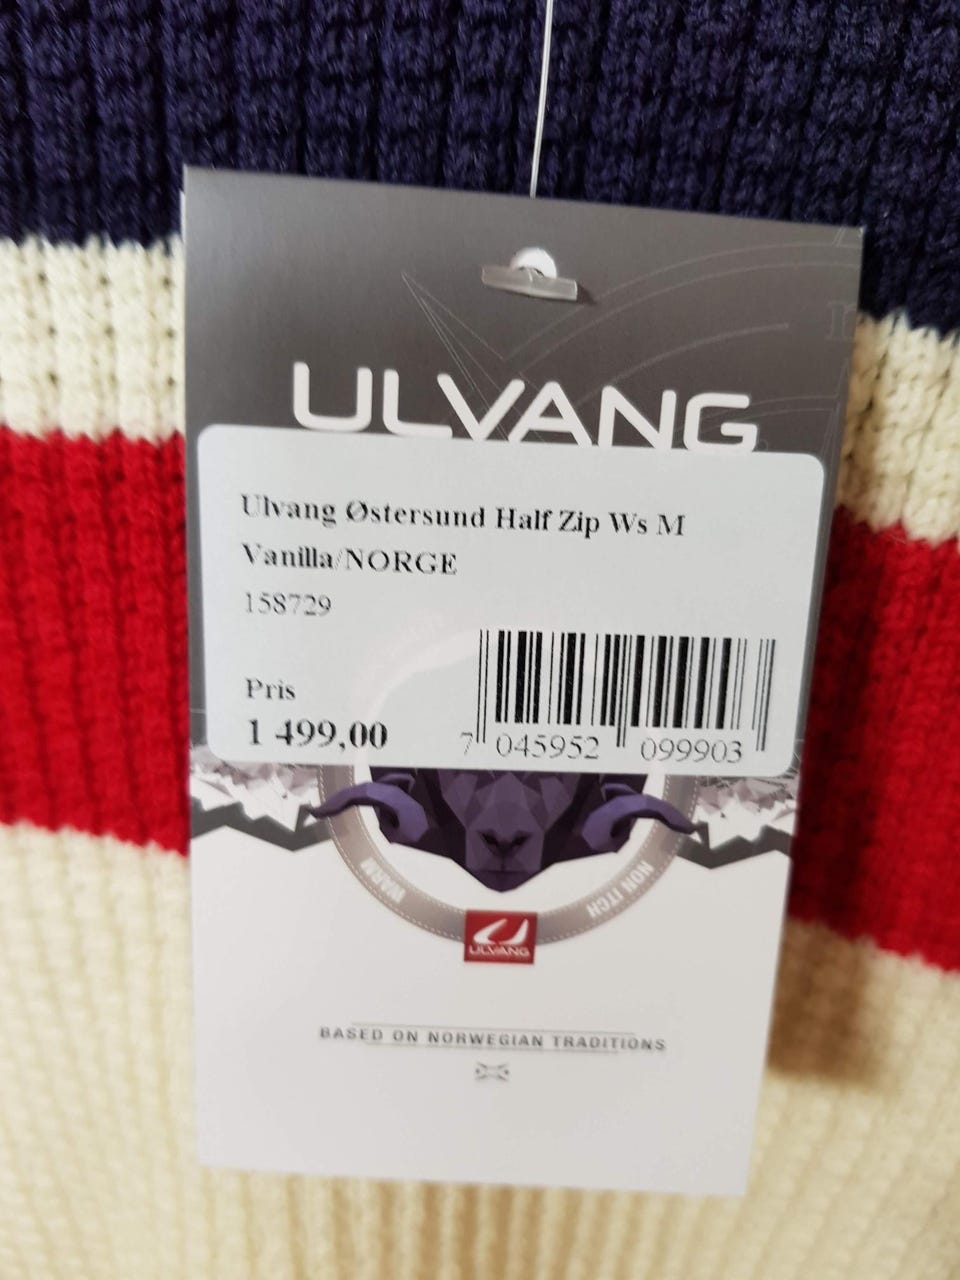 ULVANG
Ulvang Østersund Half Zip Ws M
Vanilla/NORGE
158729
Pris
1 499,00
7 045952 099903
WARM
NON ITCH
ULVANG
BASED ON NORWEGIAN TRADITIONS